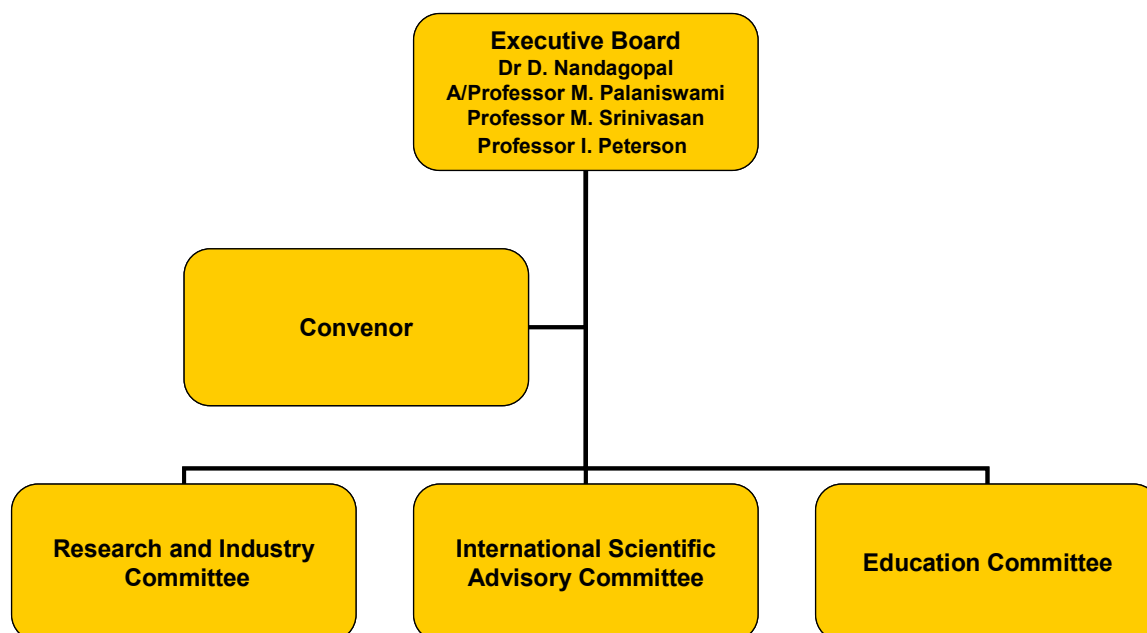 Executive Board
Dr D. Nandagopal
A/Professor M. Palaniswami
Professor M. Srinivasan
Professor I. Peterson
Convenor
Research and Industry
Committee
International Scientific
Advisory Committee
Education Committee